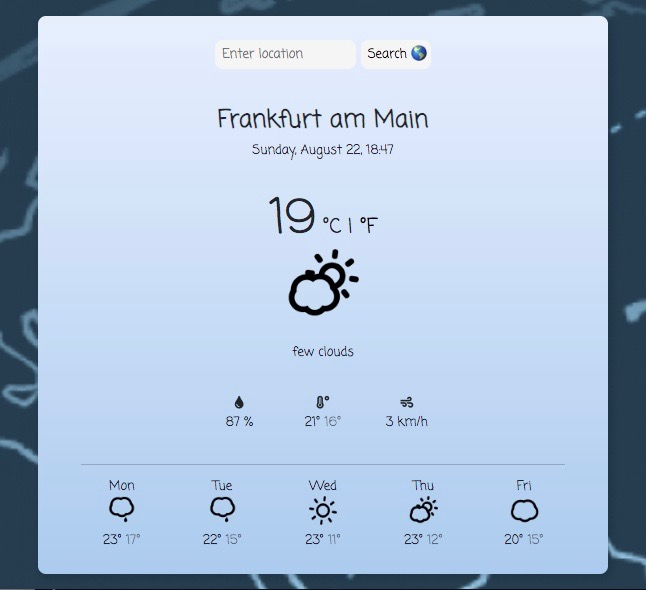 Enter location Search 🌎
Frankfurt am Main
Sunday, August 22, 18:47
19 °C | °F
few clouds
87 % 21° 16° 3 km/h
Mon Tue Wed Thu Fri
23° 17° 22° 15° 23° 11° 23° 12° 20° 15°